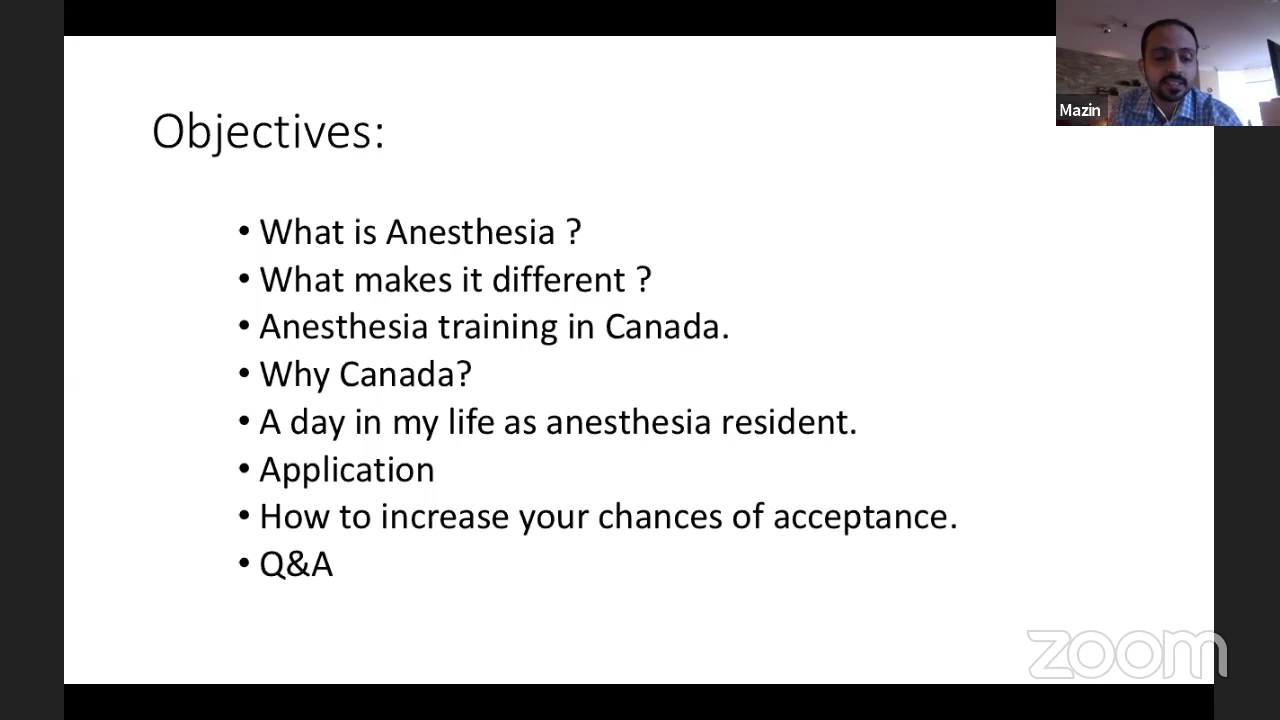 Mazin
Objectives:
• What is Anesthesia ?
• What makes it different ?
• Anesthesia training in Canada.
• Why Canada?
• A day in my life as anesthesia resident.
• Application
• How to increase your chances of acceptance.
• Q&A
zoom